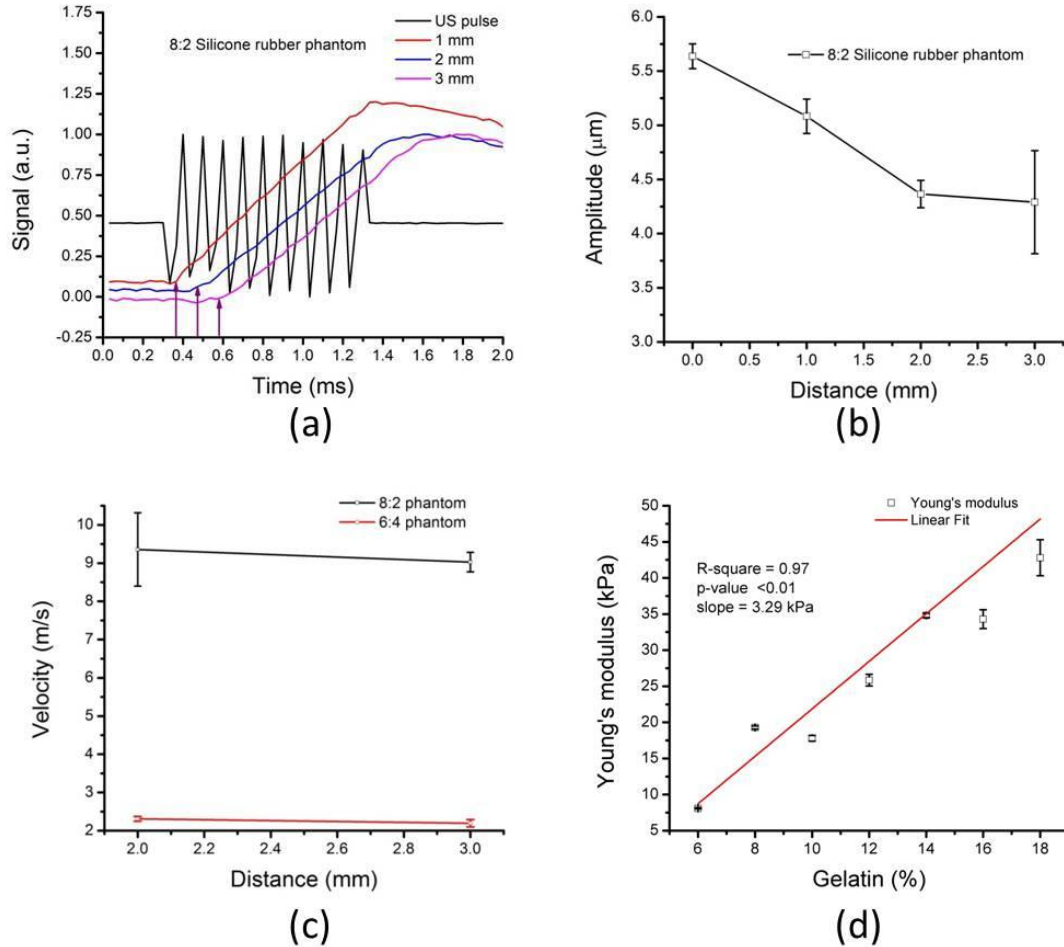 1.75
1.50
1.25
1.00
0.75
0.50
0.25
0.00
-0.25
Signal (a.u.)
8:2 Silicone rubber phantom
US pulse
1 mm
2 mm
3 mm
0.0 0.2 0.4 0.6 0.8 1.0 1.2 1.4 1.6 1.8 2.0
Time (ms)
(a)
6.0
5.5
5.0
4.5
4.0
3.5
3.0
Amplitude (μm)
8:2 Silicone rubber phantom
0.0 0.5 1.0 1.5 2.0 2.5 3.0
Distance (mm)
(b)
10
9
8
7
6
5
4
3
2
Velocity (m/s)
8:2 phantom
6:4 phantom
2.0 2.2 2.4 2.6 2.8 3.0
Distance (mm)
(c)
50
45
40
35
30
25
20
15
10
5
Young's modulus (kPa)
Young's modulus
Linear Fit
R-square = 0.97
p-value <0.01
slope = 3.29 kPa
6 8 10 12 14 16 18
Gelatin (%)
(d)